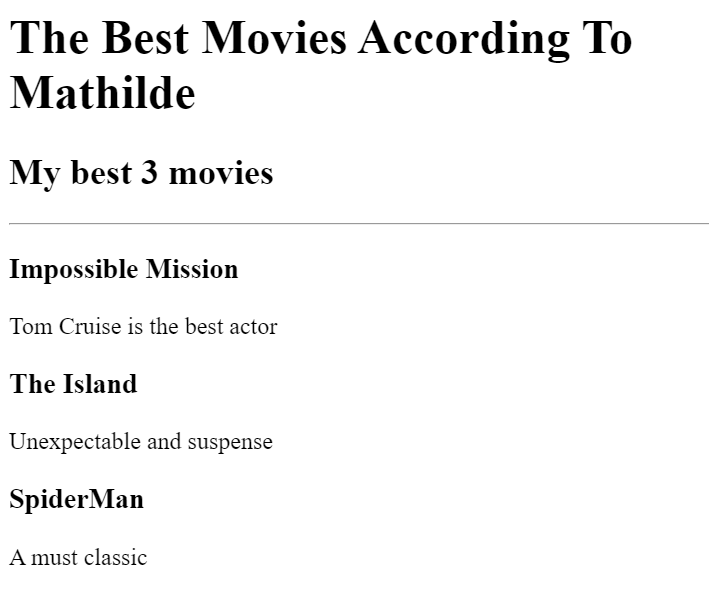 The Best Movies According To
Mathilde
My best 3 movies
Impossible Mission
Tom Cruise is the best actor
The Island
Unexpectable and suspense
SpiderMan
A must classic